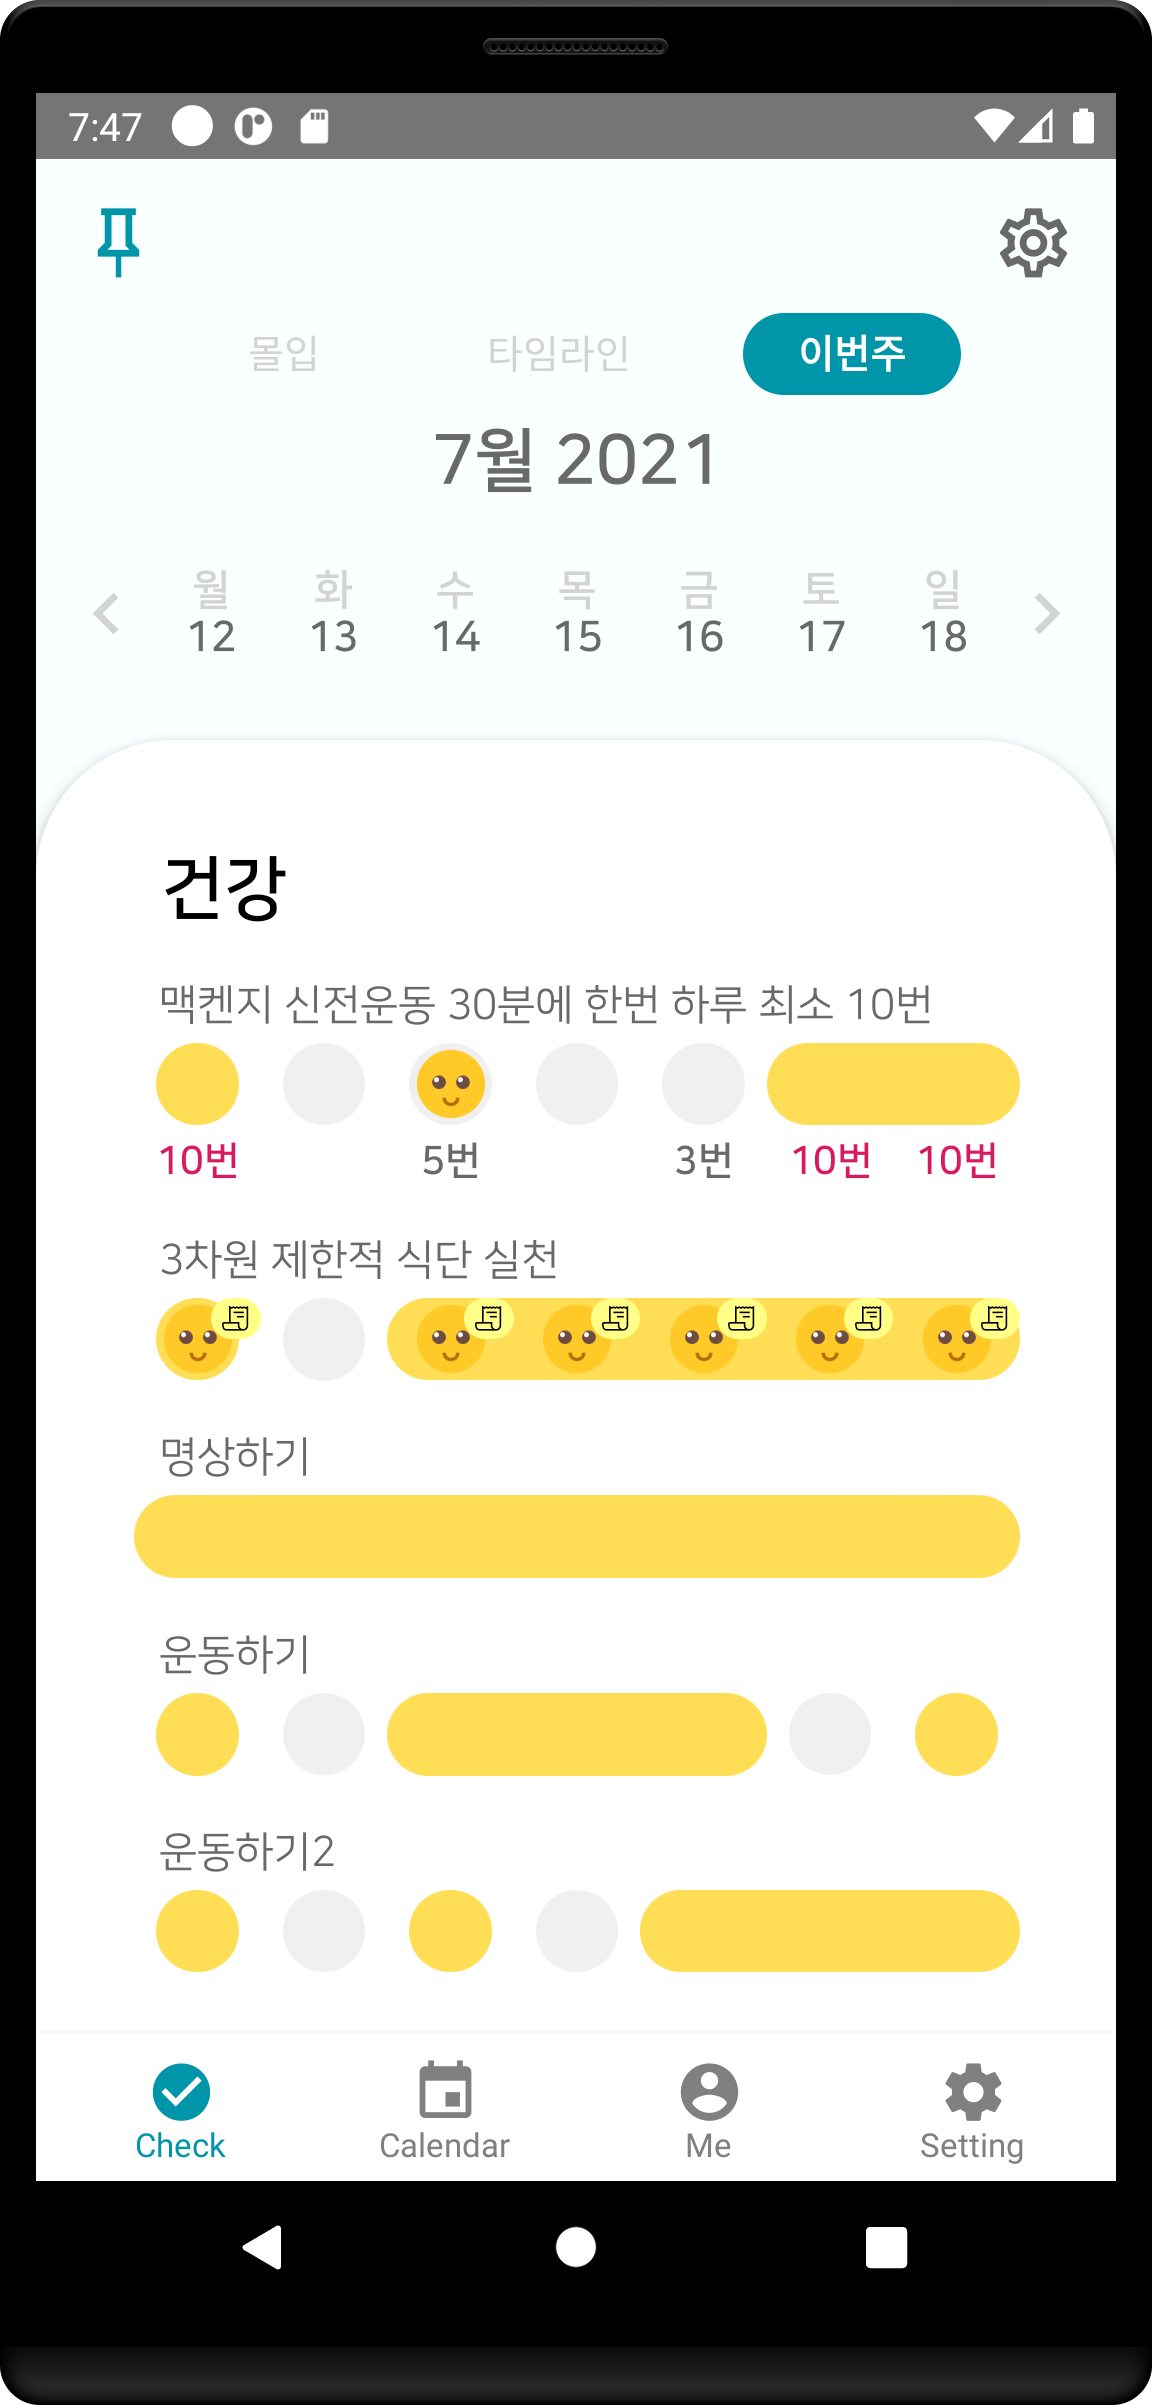 7:47
몰입 타임라인 이번주
7월 2021
월 화 수 목 금 토 일
12 13 14 15 16 17 18
건강
맥켄지 신전운동 30분에 한번 하루 최소 10번
10번 5번 3번 10번 10번
3차원 제한적 식단 실천
명상하기
운동하기
운동하기2
Check Calendar Me Setting